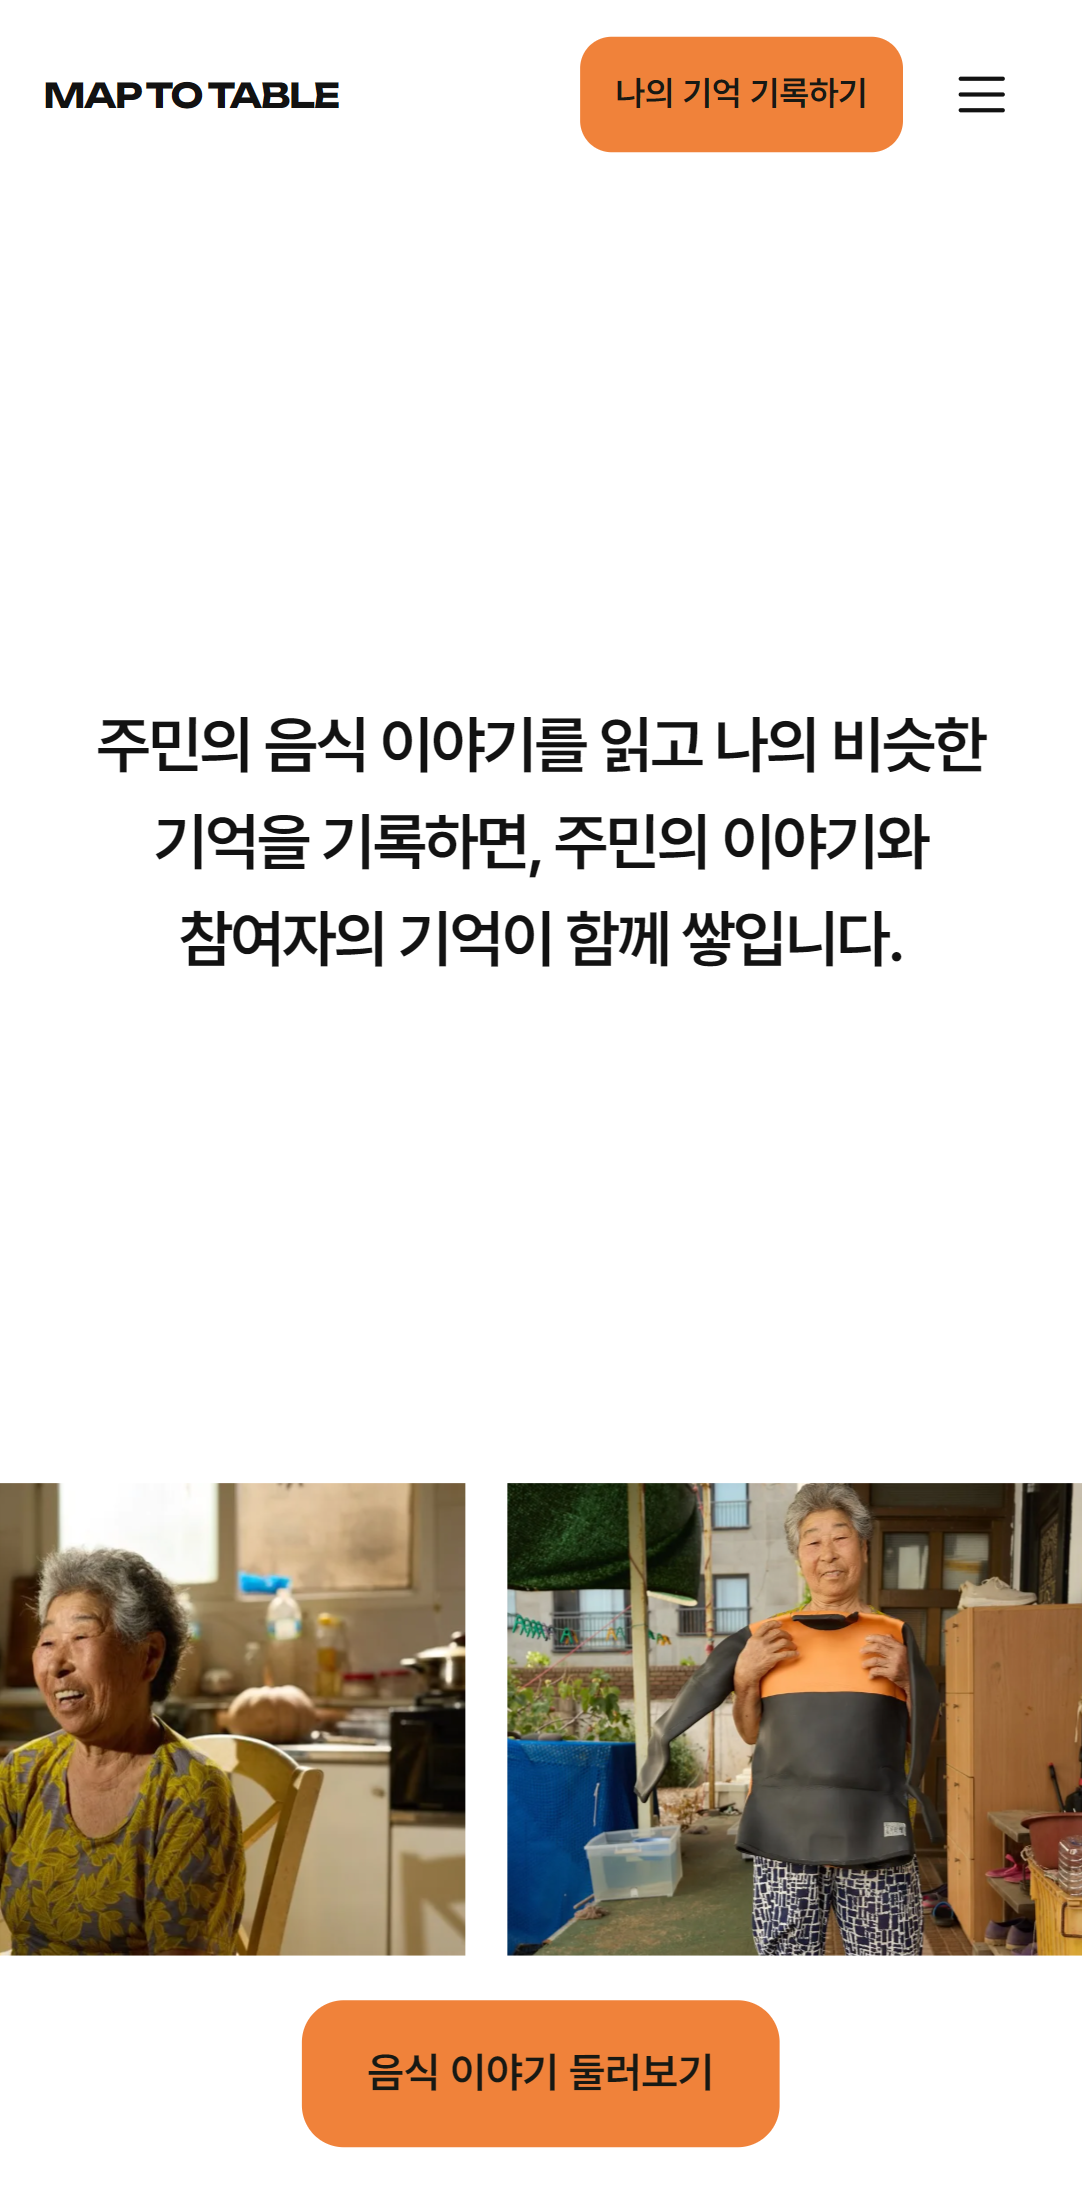 MAP TO TABLE
나의 기억 기록하기
주민의 음식 이야기를 읽고 나의 비슷한
기억을 기록하면, 주민의 이야기와
참여자의 기억이 함께 쌓입니다.
음식 이야기 둘러보기